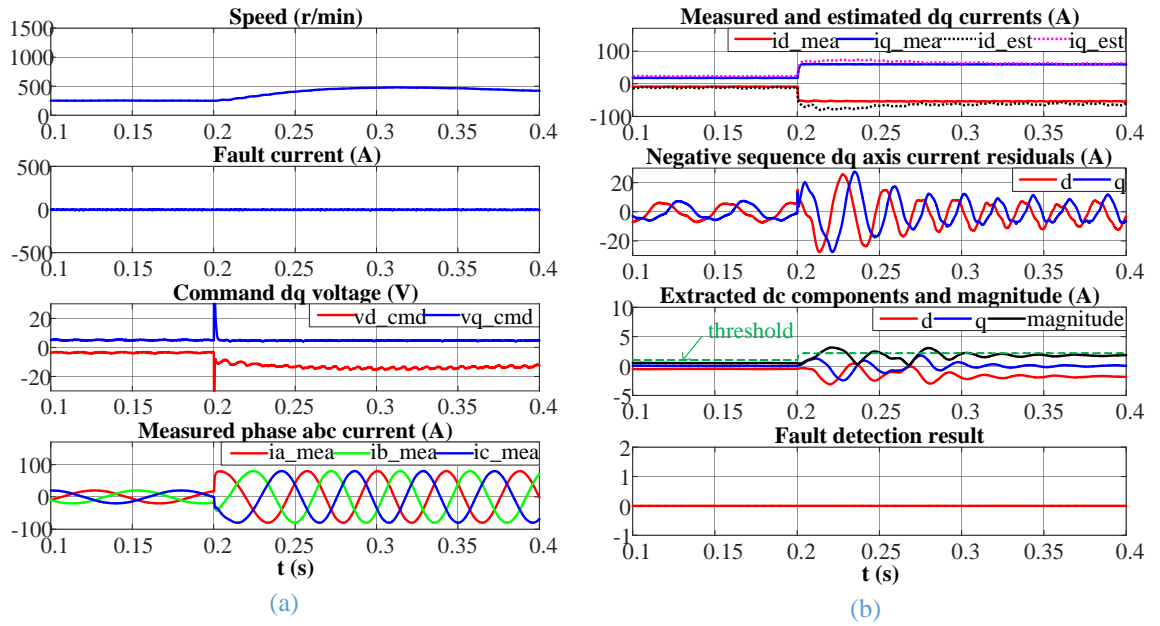 Speed (r/min)
1500
1000
500
0
0.1 0.15 0.2 0.25 0.3 0.35 0.4
Fault current (A)
500
0
-500
0.1 0.15 0.2 0.25 0.3 0.35 0.4
Command dq voltage (V)
vd_cmd vq_cmd
20
0
-20
0.1 0.15 0.2 0.25 0.3 0.35 0.4
Measured phase abc current (A)
ia_mea ib_mea ic_mea
100
0
-100
0.1 0.15 0.2 0.25 0.3 0.35 0.4
t (s)
(a)
Measured and estimated dq currents (A)
id_mea iq_mea id_est iq_est
100
0
-100
0.1 0.15 0.2 0.25 0.3 0.35 0.4
Negative sequence dq axis current residuals (A)
d q
20
0
-20
0.1 0.15 0.2 0.25 0.3 0.35 0.4
Extracted dc components and magnitude (A)
d q magnitude
threshold
10
5
0
-5
0.1 0.15 0.2 0.25 0.3 0.35 0.4
Fault detection result
2
1
0
-1
0.1 0.15 0.2 0.25 0.3 0.35 0.4
t (s)
(b)